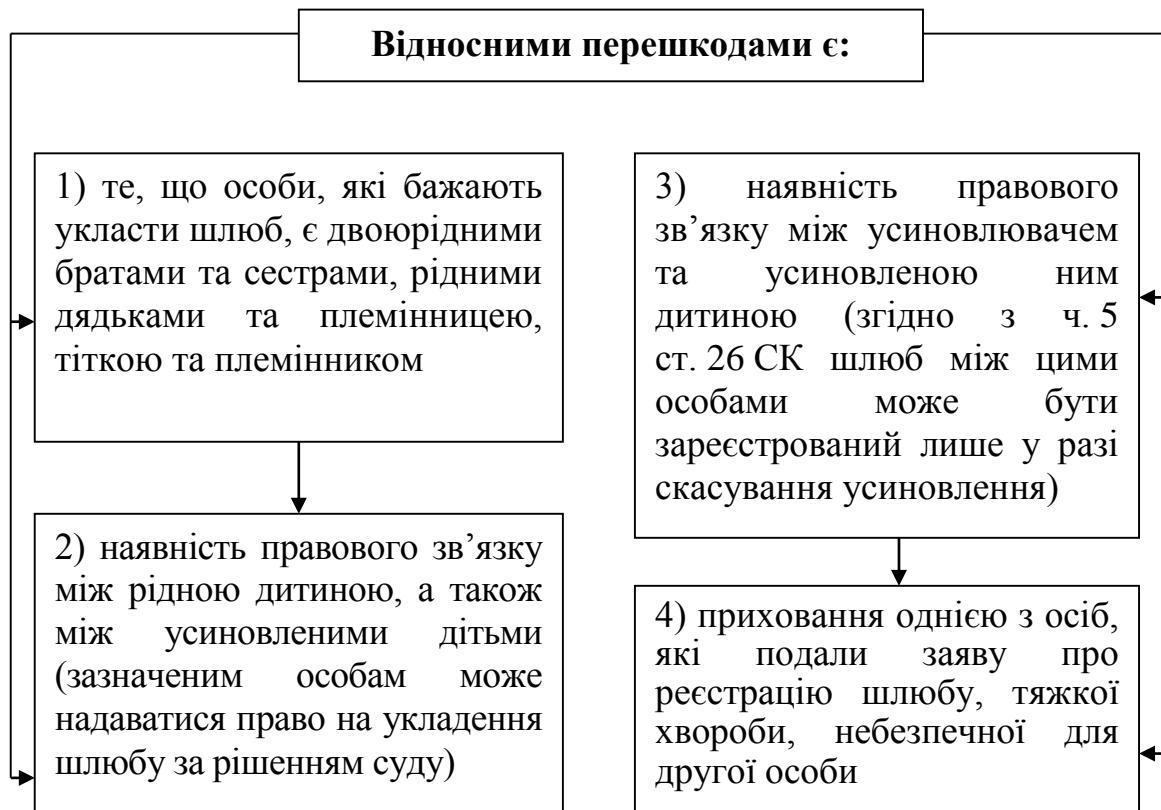 Відносними перешкодами є:
1) те, що особи, які бажають
укласти шлюб, є двоюрідними
братами та сестрами, рідними
дядьками та племінницею,
тіткою та племінником
2) наявність правового зв’язку
між рідною дитиною, а також
між усиновленими дітьми
(зазначеним особам може
надаватися право на укладення
шлюбу за рішенням суду)
3) наявність правового
зв’язку між усиновлювачем
та усиновленою ним
дитиною (згідно з ч. 5
ст. 26 СК шлюб між цими
особами може бути
зареєстрований лише у разі
скасування усиновлення)
4) приховання однією з осіб,
які подали заяву про
реєстрацію шлюбу, тяжкої
хвороби, небезпечної для
другої особи